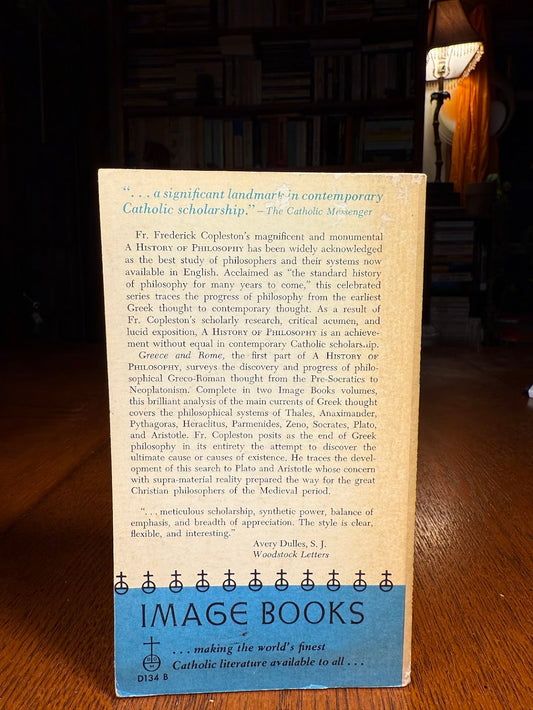 “. . . a significant landmark in contemporary
Catholic scholarship.” – The Catholic Messenger
Fr. Frederick Copleston’s magnificent and monumental
A HISTORY OF PHILOSOPHY has been widely acknowledged
as the best study of philosophers and their systems now
available in English. Acclaimed as “the standard history
of philosophy for many years to come,” this celebrated
series traces the progress of philosophy from the earliest
Greek thought to contemporary thought. As a result of
Fr. Copleston’s scholarly research, critical acumen, and
lucid exposition, A HISTORY OF PHILOSOPHY is an achieve-
ment without equal in contemporary Catholic scholarship.
Greece and Rome, the first part of A HISTORY OF
PHILOSOPHY, surveys the discovery and progress of philo-
sophical Greco-Roman thought from the Pre-Socratics to
Neoplatonism. Complete in two Image Books volumes,
this brilliant analysis of the main currents of Greek thought
covers the philosophical systems of Thales, Anaximander,
Pythagoras, Heraclitus, Parmenides, Zeno, Socrates, Plato,
and Aristotle. Fr. Copleston posits as the end of Greek
philosophy in its entirety the attempt to discover the
ultimate cause or causes of existence. He traces the devel-
opment of this search to Plato and Aristotle whose concern
with supra-material reality prepared the way for the great
Christian philosophers of the Medieval period.
“. . . meticulous scholarship, synthetic power, balance of
emphasis, and breadth of appreciation. The style is clear,
flexible, and interesting.”
Avery Dulles, S. J.
Woodstock Letters
IMAGE BOOKS
. . . making the world’s finest
Catholic literature available to all . . .
D134 B